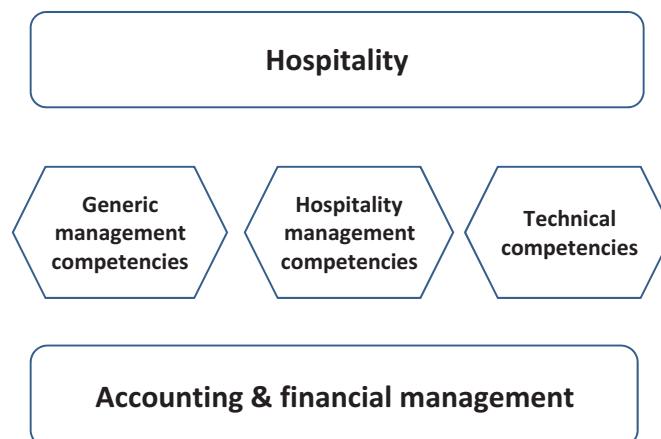 Hospitality
Generic
management
competencies
Hospitality
management
competencies
Technical
competencies
Accounting & financial management